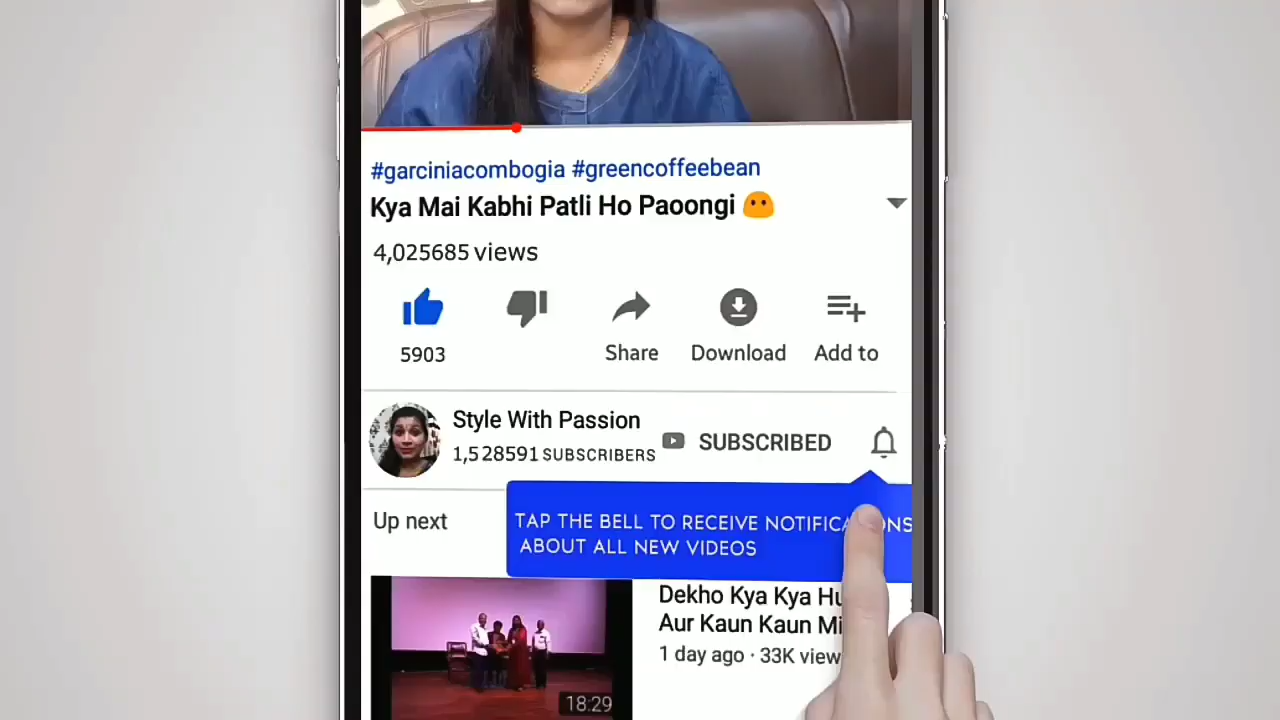 #garciniacombogia #greencoffeebean
Kya Mai Kabhi Patli Ho Paoongi
4,025685 views
5903
Share
Download
Add to
Style With Passion
1,528591 SUBSCRIBERS
SUBSCRIBED
TAP THE BELL TO RECEIVE
ABOUT ALL NEW VIDEOS
Up next
Dekho Kya Kya
Aur Kaun Kaun
1 day ago · 33K
18:29